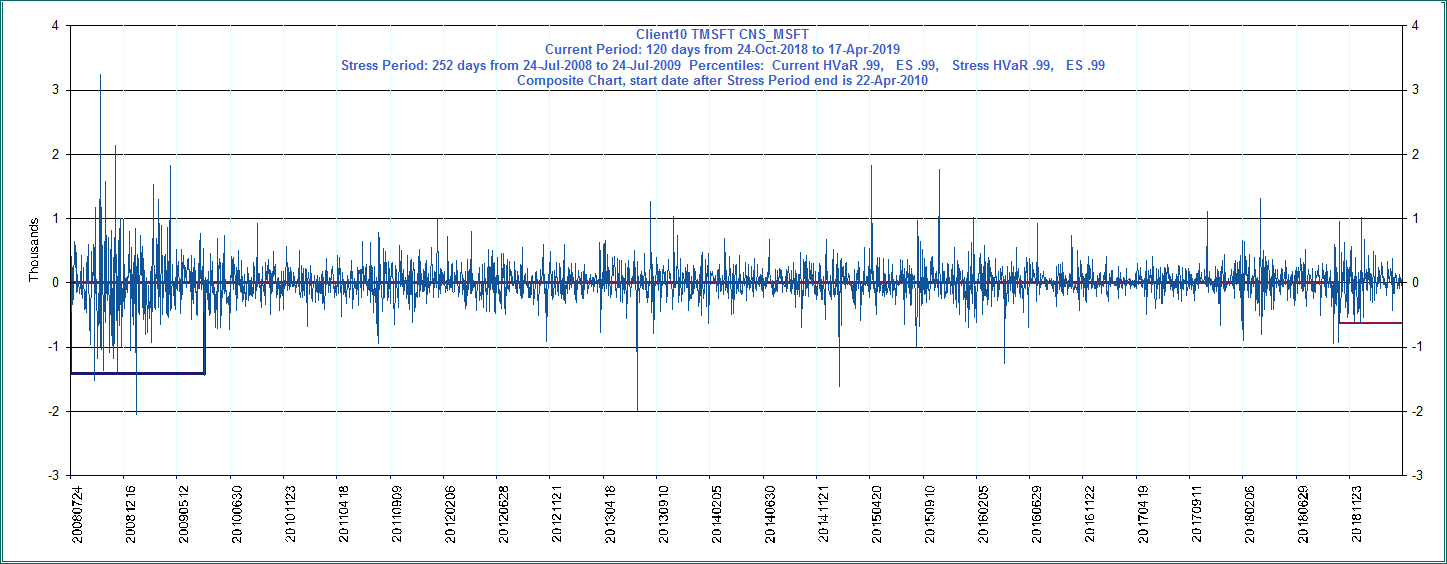 Client10 TMSFT CNS_MSFT
Current Period: 120 days from 24-Oct-2018 to 17-Apr-2019
Stress Period: 252 days from 24-Jul-2008 to 24-Jul-2009 Percentiles: Current HVaR .99, ES .99, Stress HVaR .99, ES .99
Composite Chart, start date after Stress Period end is 22-Apr-2010
4 4
3 3
2 2
1 1
Thousands
0 0
-1 -1
-2 -2
-3 -3
20080724 20081216 20090512 20100630 20101123 20110418 20110909 20120206 20120628 20121121 20130418 20130910 20140205 20140630 20141121 20150420 20150910 20160205 20160629 20161122 20170419 20170911 20180206 20180629 20181123